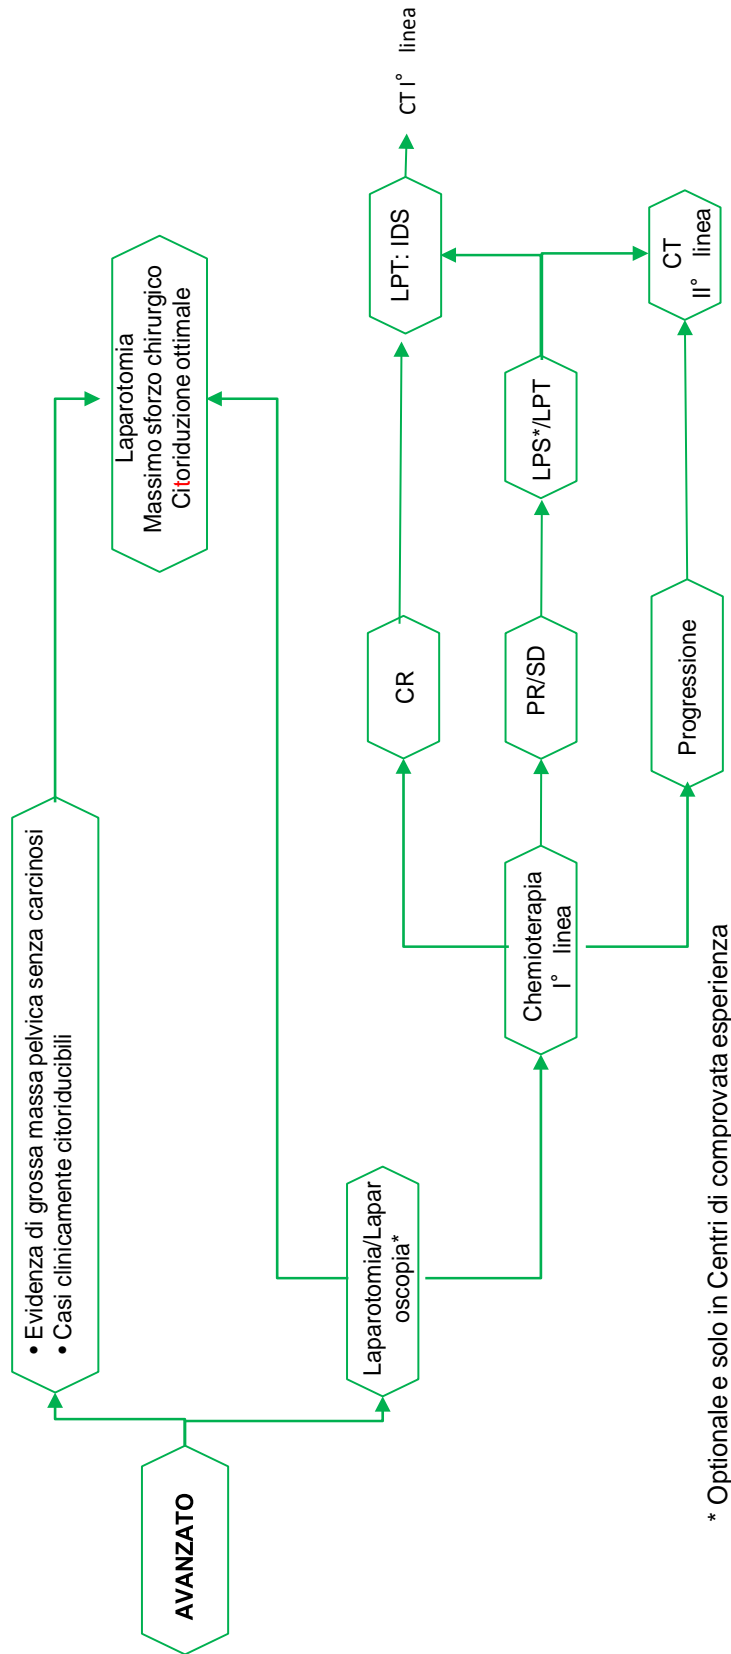 AVANZATO
• Evidenza di grossa massa pelvica senza carcinosi
• Casi clinicamente citoriducibili
Laparotomia
Massimo sforzo chirurgico
Citoriduzione ottimale
Laparotomia/Lapar
oscopia*
Chemioterapia
I° linea
CR
PR/SD
Progressione
LPS*/LPT
LPT: IDS
CT
II° linea
CT I° linea
* Optionale e solo in Centri di comprovata esperienza